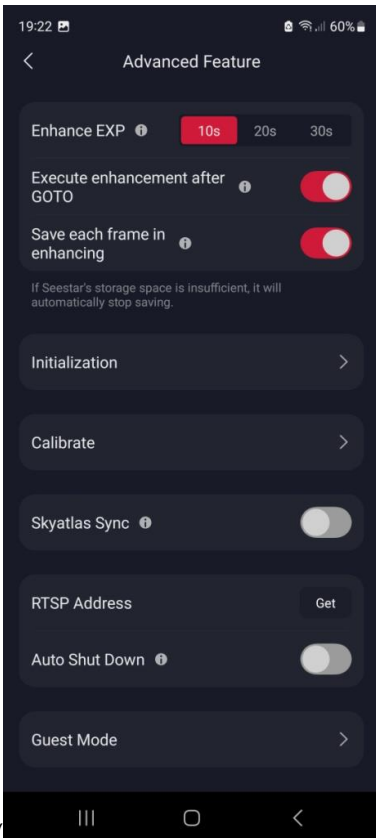 19:22 60%
Advanced Feature
Enhance EXP 10s 20s 30s
Execute enhancement after
GOTO
Save each frame in
enhancing
If Seestar's storage space is insufficient, it will
automatically stop saving.
Initialization
Calibrate
Skyatlas Sync
RTSP Address Get
Auto Shut Down
Guest Mode